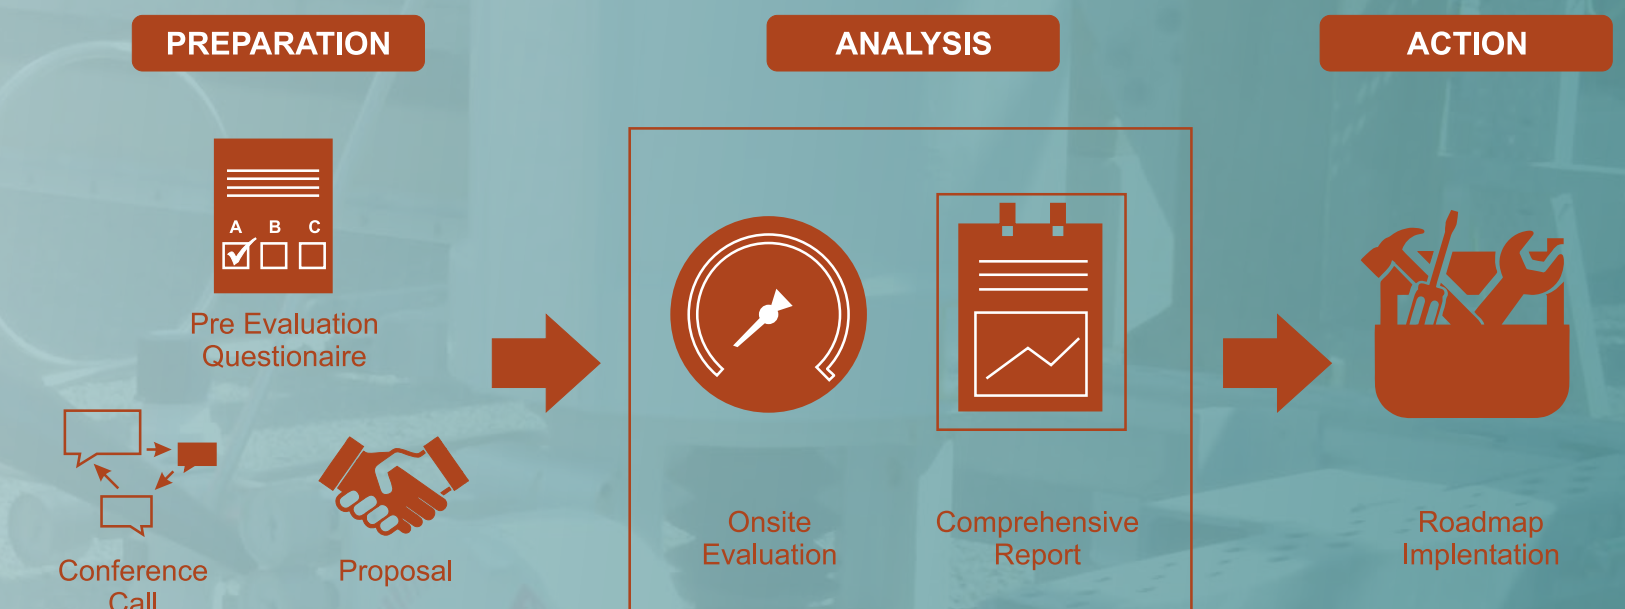 PREPARATION
ANALYSIS
ACTION
A B C
Pre Evaluation
Questionaire
Conference
Call
Proposal
Onsite
Evaluation
Comprehensive
Report
Roadmap
Implentation